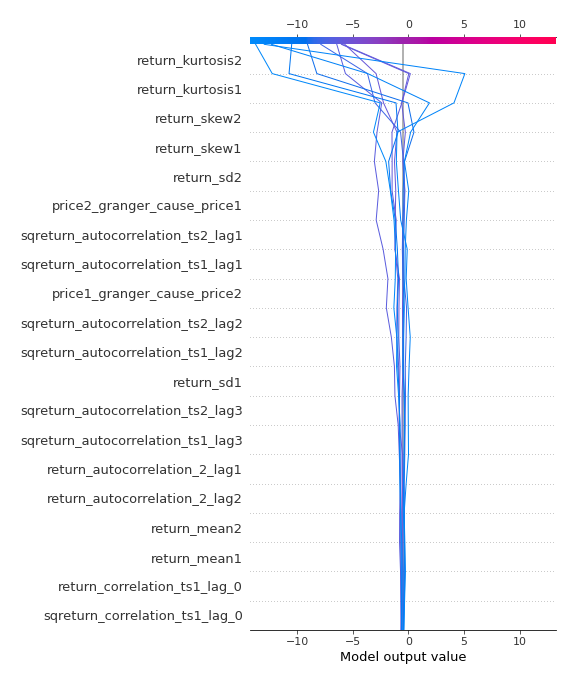 −10 −5 0 5 10
return_kurtosis2
return_kurtosis1
return_skew2
return_skew1
return_sd2
price2_granger_cause_price1
sqreturn_autocorrelation_ts2_lag1
sqreturn_autocorrelation_ts1_lag1
price1_granger_cause_price2
sqreturn_autocorrelation_ts2_lag2
sqreturn_autocorrelation_ts1_lag2
return_sd1
sqreturn_autocorrelation_ts2_lag3
sqreturn_autocorrelation_ts1_lag3
return_autocorrelation_2_lag1
return_autocorrelation_2_lag2
return_mean2
return_mean1
return_correlation_ts1_lag_0
sqreturn_correlation_ts1_lag_0
−10 −5 0 5 10
Model output value